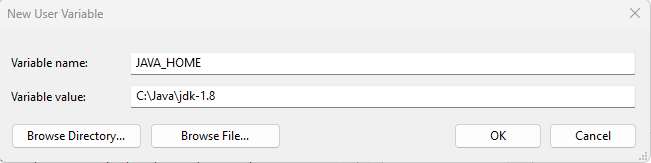 New User Variable
Variable name: JAVA_HOME
Variable value: C:\Java\jdk-1.8
Browse Directory... Browse File... OK Cancel